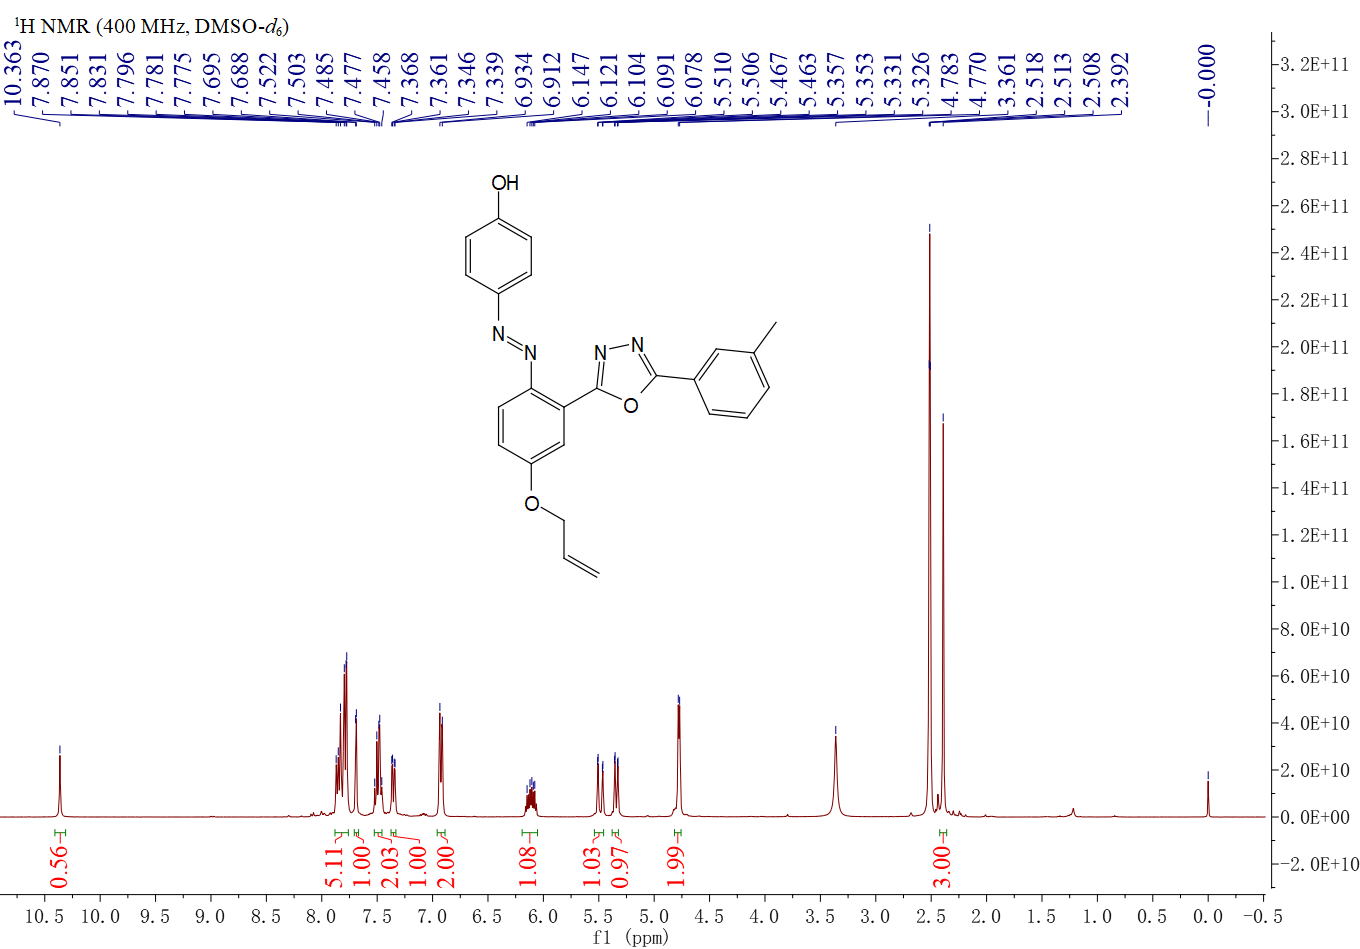 ¹H NMR (400 MHz, DMSO-d₆)
10.363
7.870
7.851
7.831
7.796
7.781
7.775
7.695
7.688
7.522
7.503
7.485
7.477
7.458
7.368
7.361
7.346
7.339
6.934
6.912
6.147
6.121
6.104
6.091
6.078
5.510
5.506
5.467
5.463
5.357
5.353
5.331
5.326
4.783
4.770
3.361
2.518
2.513
2.508
2.392
-0.000
3.2E+11
3.0E+11
2.8E+11
2.6E+11
2.4E+11
2.2E+11
2.0E+11
1.8E+11
1.6E+11
1.4E+11
1.2E+11
1.0E+11
8.0E+10
6.0E+10
4.0E+10
2.0E+10
0.0E+00
-2.0E+10
OH
N
N
N
N
O
O
0.56
5.11
1.00
2.03
1.00
2.00
1.08
1.03
0.97
1.99
3.00
10.5 10.0 9.5 9.0 8.5 8.0 7.5 7.0 6.5 6.0 5.5 5.0 4.5 4.0 3.5 3.0 2.5 2.0 1.5 1.0 0.5 0.0 -0.5
f1 (ppm)